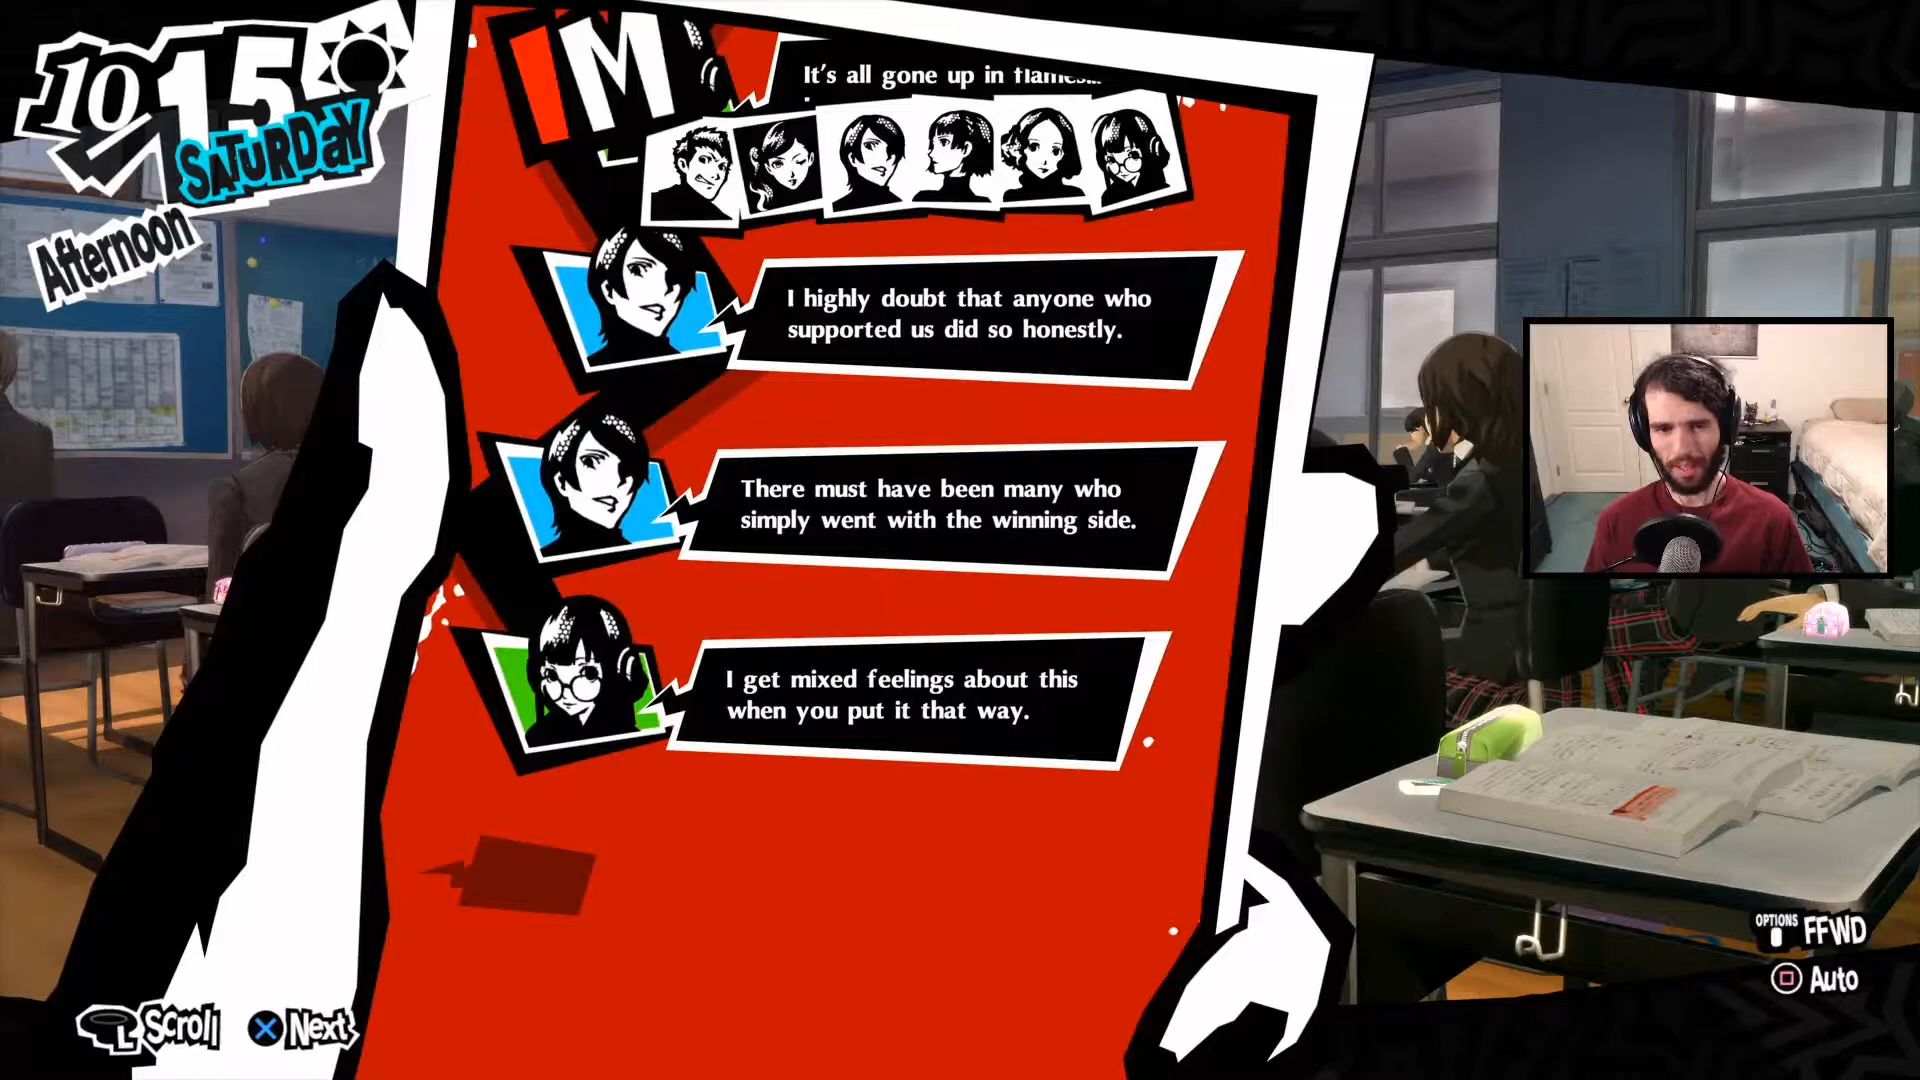 10
15
SATURDAY
Afternoon
IM
It's all gone up in flames...
I highly doubt that anyone who
supported us did so honestly.
There must have been many who
simply went with the winning side.
I get mixed feelings about this
when you put it that way.
OPTIONS FFWD
Auto
L Scroll
Next